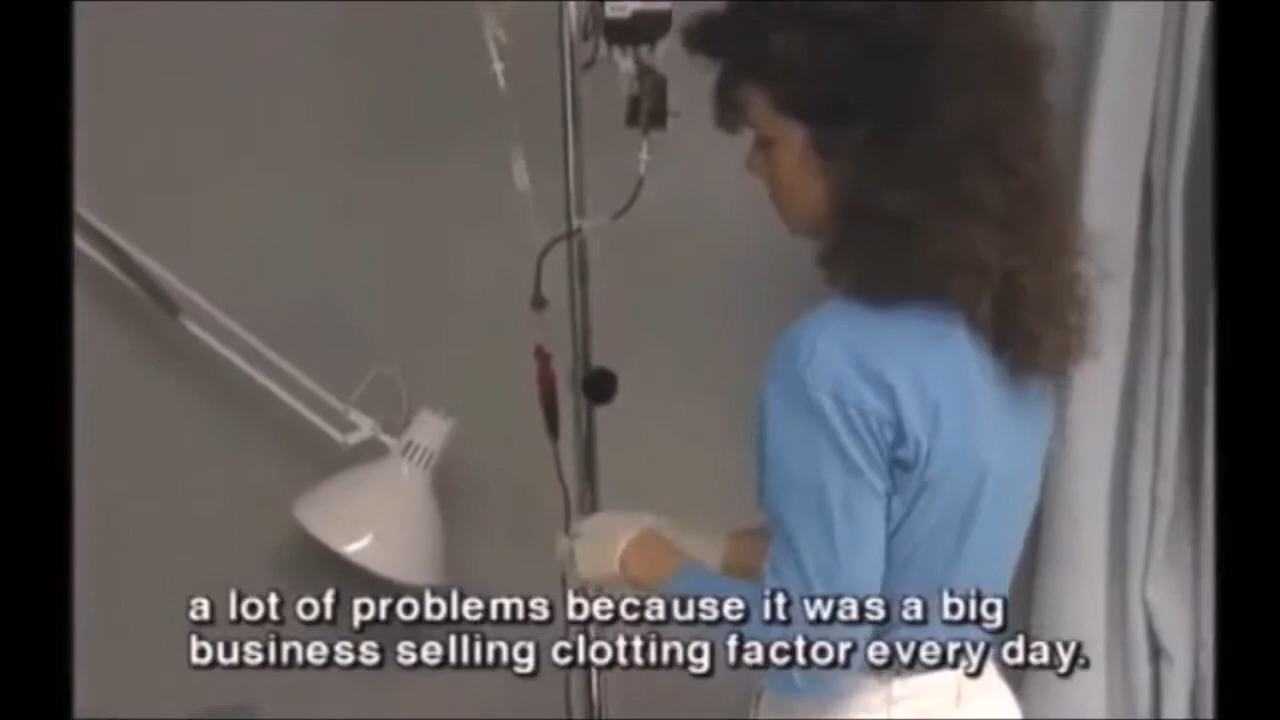 a lot of problems because it was a big
business selling clotting factor every day.